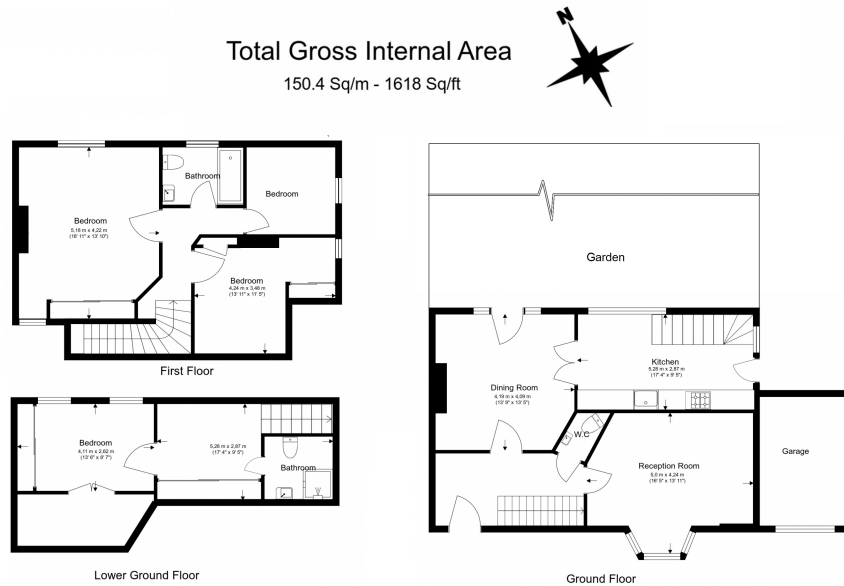 N
Total Gross Internal Area
150.4 Sq/m - 1618 Sq/ft
Bathroom
Bedroom
Bedroom
5,16 m x 4,22 m
(16' 11" x 13' 10")
Bedroom
4,24 m x 3,48 m
(13' 11" x 11' 5")
First Floor
Garden
Kitchen
5,28 m x 2,87 m
(17' 4" x 9' 5")
Dining Room
4,19 m x 4,09 m
(13' 9" x 13' 5")
W.C
Reception Room
5,0 m x 4,24 m
(16' 5" x 13' 11")
Garage
Ground Floor
Bedroom
4,11 m x 2,62 m
(13' 6" x 8' 7")
5,28 m x 2,87 m
(17' 4" x 9' 5")
Bathroom
Lower Ground Floor